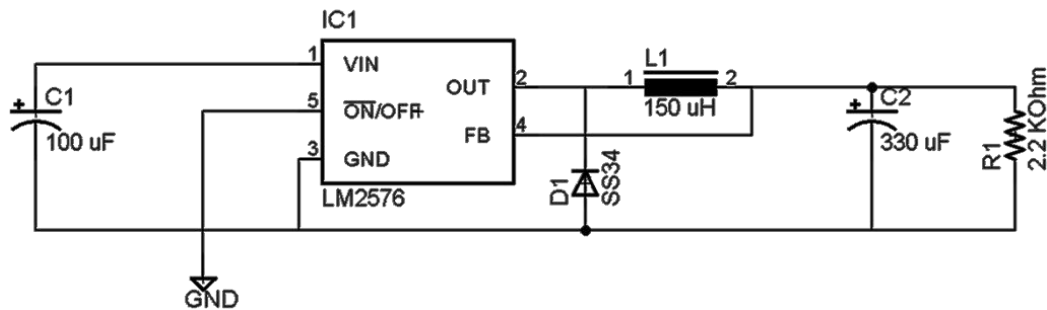 IC1
1
VIN
5
ON/OFF
3
GND
OUT
2
FB
4
LM2576
+
C1
100 uF
L1
1
2
150 uH
D1
SS34
+
C2
330 uF
R1
2.2 KOhm
GND